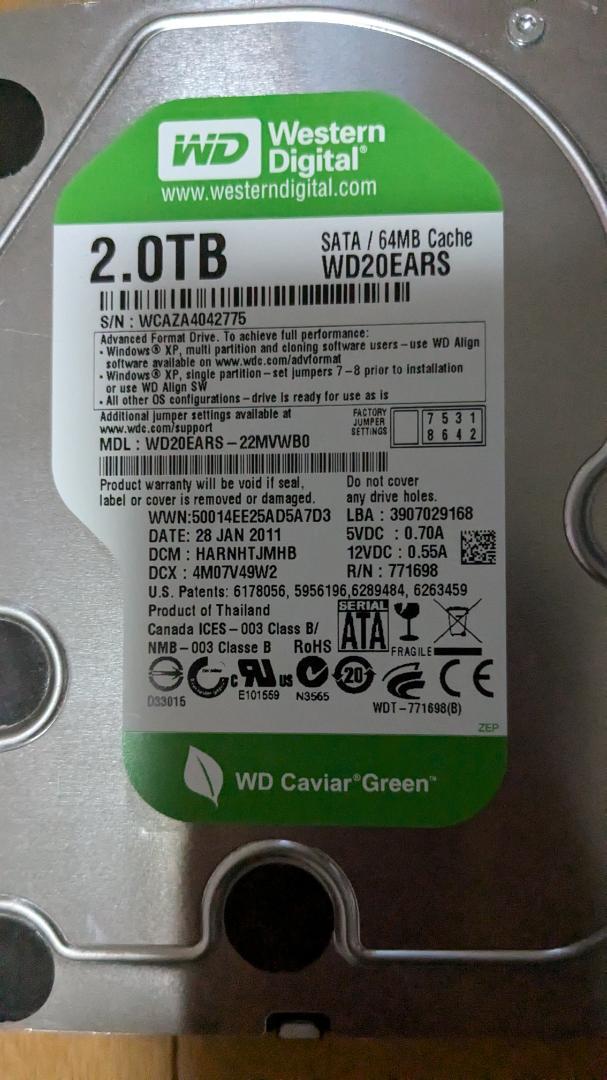 WD Western Digital®
www.westerndigital.com
2.0TB
SATA / 64MB Cache
WD20EARS
S/N : WCAZA4042775
Advanced Format Drive. To achieve full performance:
• Windows® XP, multi partition and cloning software users – use WD Align
software available on www.wdc.com/advformat
• Windows® XP, single partition – set jumpers 7 – 8 prior to installation
or use WD Align SW
• All other OS configurations – drive is ready for use as is
Additional jumper settings available at
www.wdc.com/support
FACTORY
JUMPER
SETTINGS
7 5 3 1
8 6 4 2
MDL : WD20EARS – 22MVWB0
Product warranty will be void if seal,
label or cover is removed or damaged.
Do not cover
any drive holes.
WWN:50014EE25AD5A7D3
LBA : 3907029168
DATE: 28 JAN 2011
5VDC : 0.70A
DCM : HARNHTJMHB
12VDC : 0.55A
DCX : 4M07V49W2
R/N : 771698
U.S. Patents: 6178056, 5956196,6289484, 6263459
Product of Thailand
Canada ICES – 003 Class B/
NMB – 003 Classe B RoHS
SERIAL
ATA
FRAGILE
D33015
c RU us
E101559
N3565
20
CE
WDT – 771698(B)
ZEP
WD Caviar® Green™